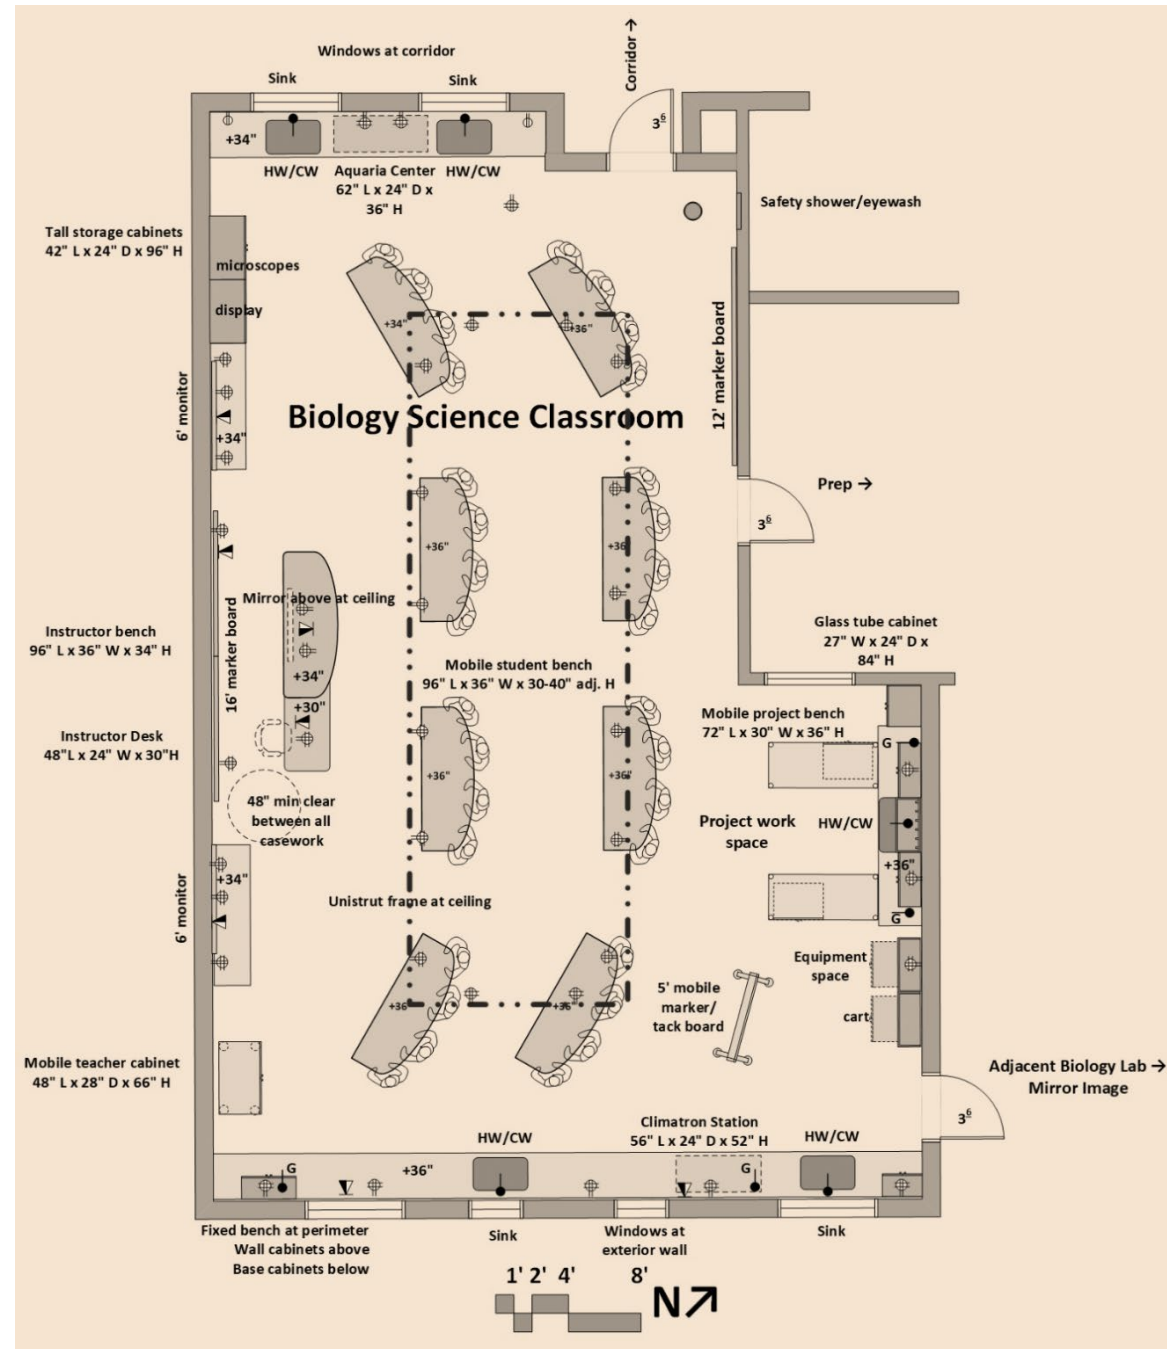 Corridor →
Windows at corridor
Sink
Sink
3 6
+34"
HW/CW
Aquaria Center
62" L x 24" D x
36" H
HW/CW
Safety shower/eyewash
Tall storage cabinets
42" L x 24" D x 96" H
microscopes
display
+34"
+36"
12' marker board
6' monitor
+34"
Biology Science Classroom
Prep →
3 6
+36"
+36"
Mirror above at ceiling
16' marker board
Instructor bench
96" L x 36" W x 34" H
+34"
+30"
Glass tube cabinet
27" W x 24" D x
84" H
Mobile student bench
96" L x 36" W x 30-40" adj. H
Mobile project bench
72" L x 30" W x 36" H
Instructor Desk
48"L x 24" W x 30"H
G
+36"
+36"
48" min clear
between all
casework
Project work
space
HW/CW
+36"
+34"
6' monitor
Unistrut frame at ceiling
G
Equipment
space
cart
5' mobile
marker/
tack board
+36"
+36"
Mobile teacher cabinet
48" L x 28" D x 66" H
Adjacent Biology Lab →
Mirror Image
3 6
HW/CW
Climatron Station
56" L x 24" D x 52" H
HW/CW
G
+36"
G
Fixed bench at perimeter
Wall cabinets above
Base cabinets below
Sink
Windows at
exterior wall
Sink
1' 2' 4' 8'
N